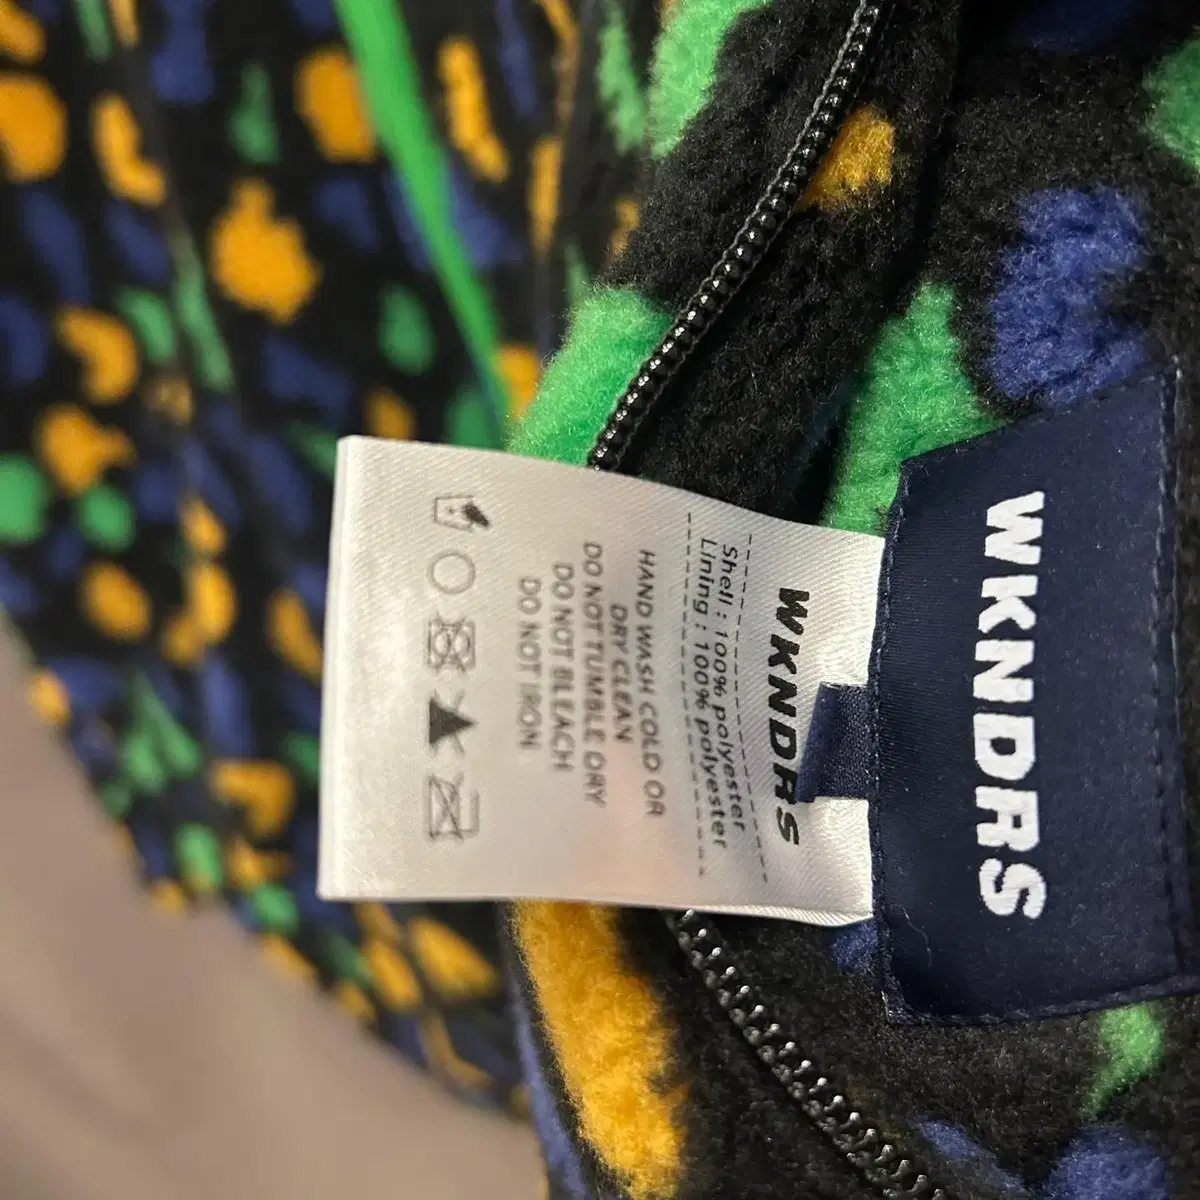 WKNDRS
WKNDRS
Shell : 100% polyester
Lining : 100% polyester
HAND WASH COLD OR
DRY CLEAN
DO NOT TUMBLE DRY
DO NOT BLEACH
DO NOT IRON